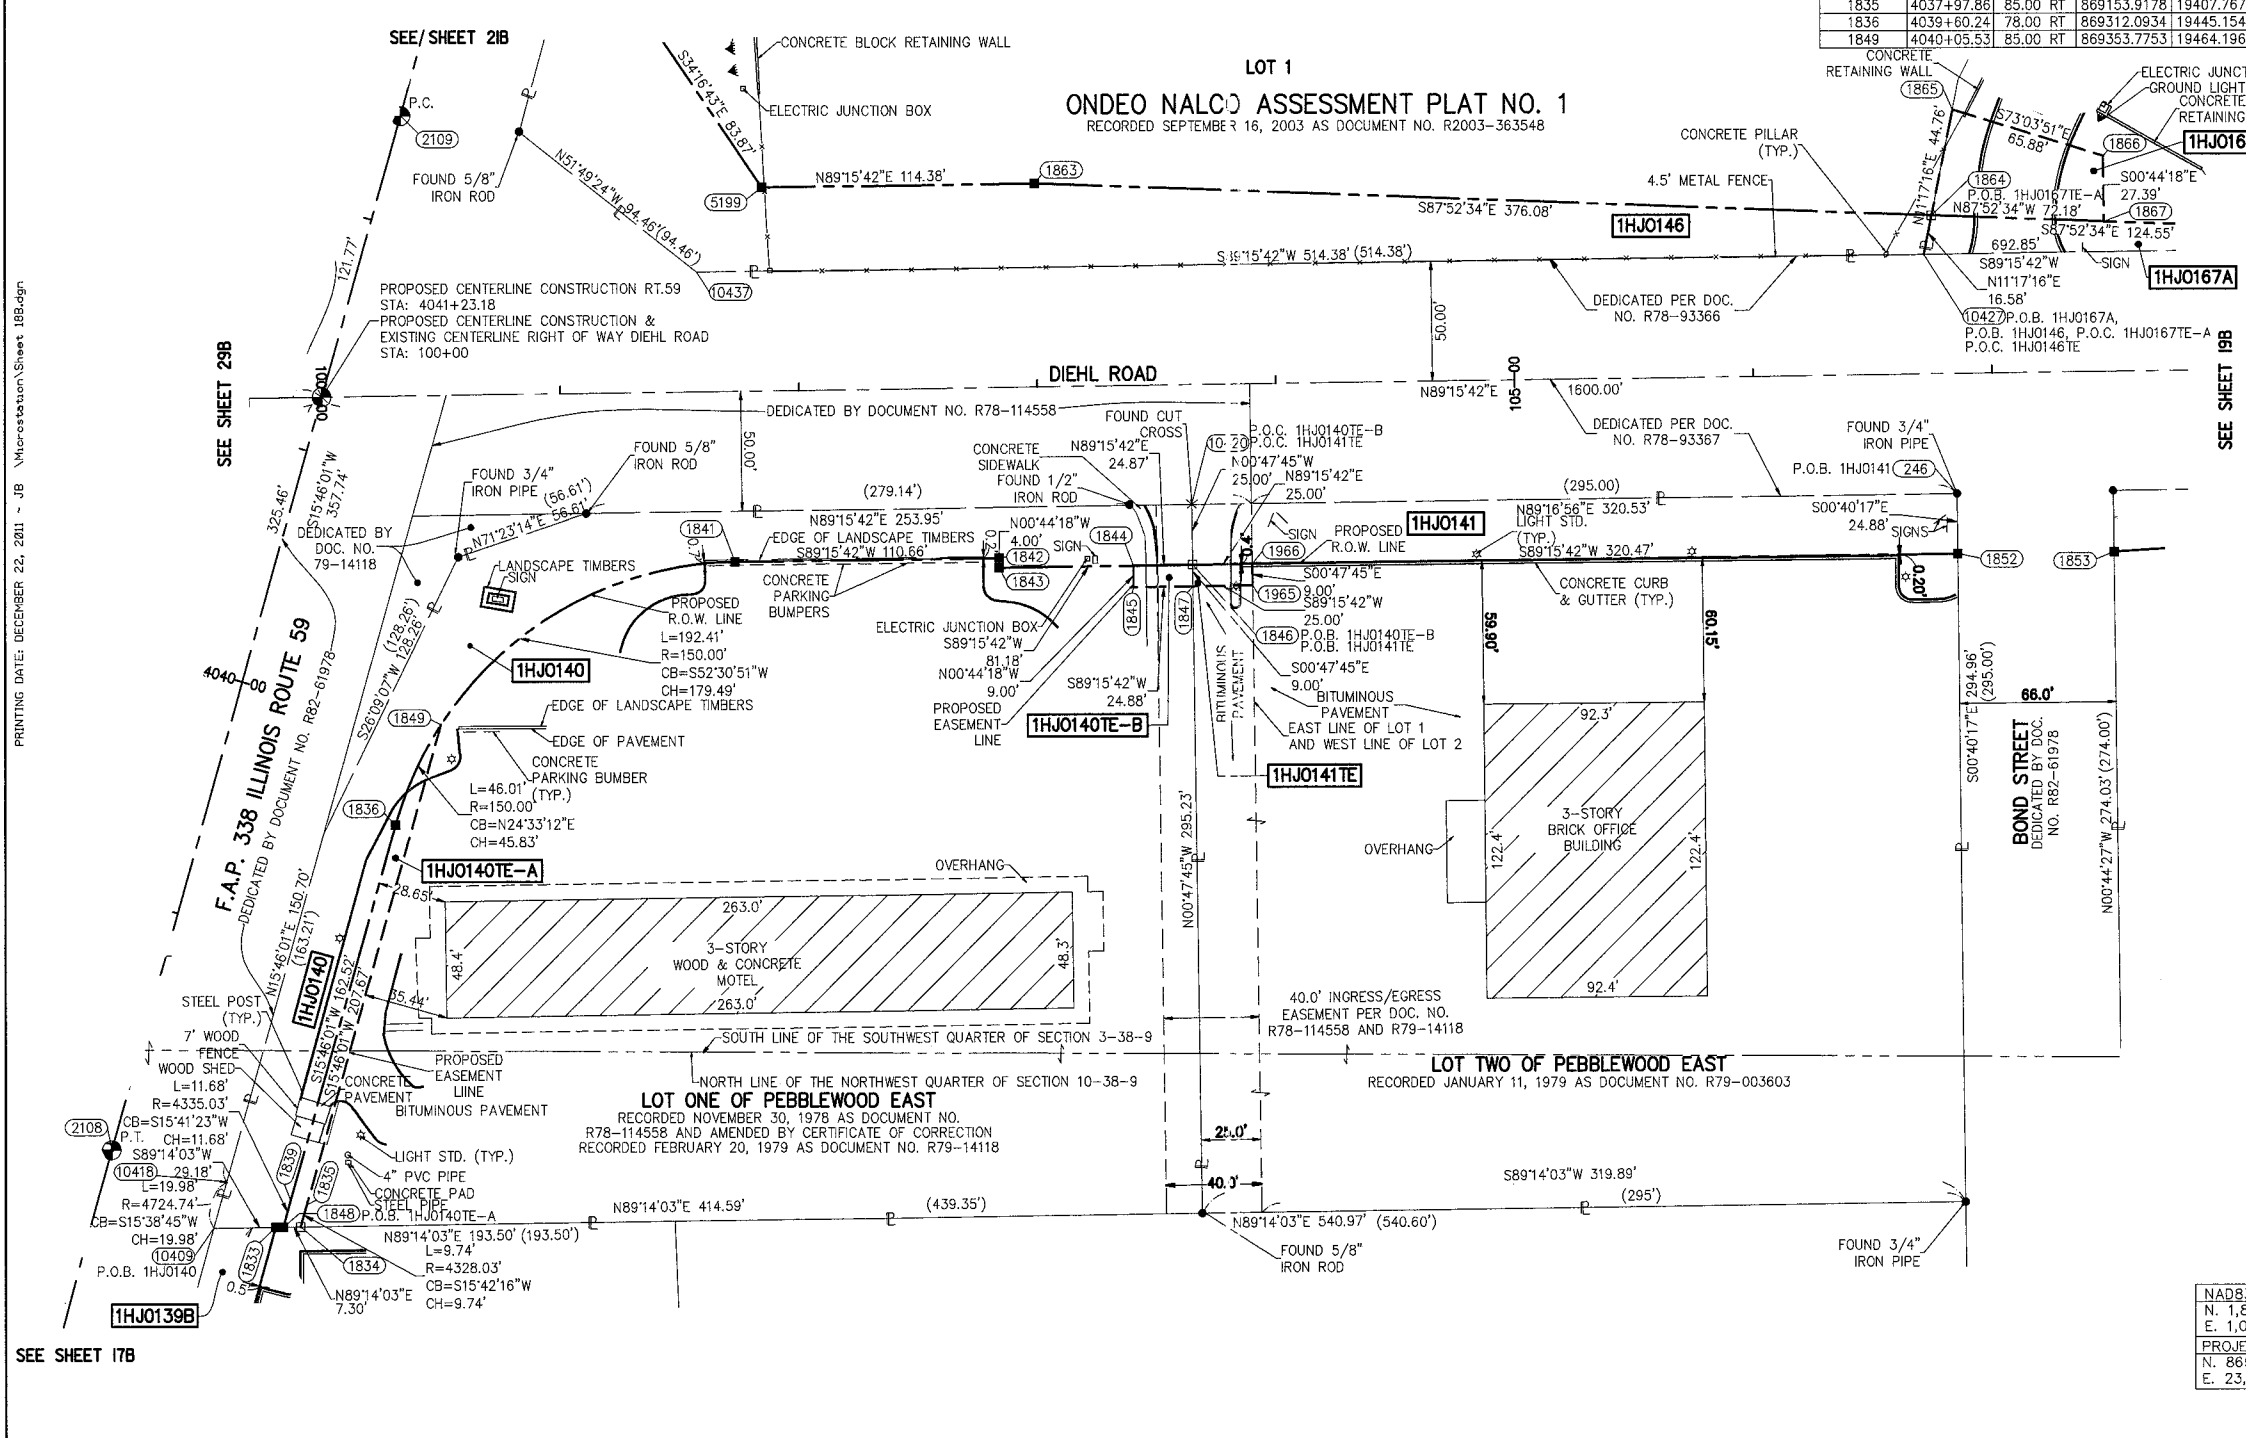 1835 4037+97.86 85.00 RT 869153.9178 19407.767
1836 4039+60.24 78.00 RT 869312.0934 19445.154
1849 4040+05.53 85.00 RT 869353.7753 19464.196
SEE SHEET 21B
P.C.
2109
FOUND 5/8"
IRON ROD
N51°49'24"W 94.46'(94.46')
10437
CONCRETE BLOCK RETAINING WALL
ELECTRIC JUNCTION BOX
S34°16'43"E 83.87'
5199
N89°15'42"E 114.38'
1863
LOT 1
ONDEO NALCO ASSESSMENT PLAT NO. 1
RECORDED SEPTEMBER 16, 2003 AS DOCUMENT NO. R2003-363548
S87°52'34"E 376.08'
1HJ0146
4.5' METAL FENCE
CONCRETE PILLAR
(TYP.)
CONCRETE
RETAINING WALL
1865
N11°17'16"E 44.76'
S73°03'51"E
65.88'
ELECTRIC JUNCT
GROUND LIGHT
CONCRETE
RETAINING
1HJ016
1866
1864
P.O.B. 1HJ0167TE-A
N87°52'34"W 72.18'
S00°44'18"E
27.39'
1867
S87°52'34"E 124.55'
692.85'
S89°15'42"W
SIGN
1HJ0167A
N11°17'16"E
16.58'
10427 P.O.B. 1HJ0167A,
P.O.B. 1HJ0146, P.O.C. 1HJ0167TE-A
P.O.C. 1HJ0146TE
S89°15'42"W 514.38' (514.38')
DEDICATED PER DOC.
NO. R78-93366
50.00'
121.77'
PROPOSED CENTERLINE CONSTRUCTION RT.59
STA: 4041+23.18
PROPOSED CENTERLINE CONSTRUCTION &
EXISTING CENTERLINE RIGHT OF WAY DIEHL ROAD
STA: 100+00
SEE SHEET 29B
100+00
DIEHL ROAD
N89°15'42"E
105+00
1600.00'
SEE SHEET 19B
DEDICATED BY DOCUMENT NO. R78-114558
50.00'
DEDICATED PER DOC.
NO. R78-93367
FOUND 3/4"
IRON PIPE
P.O.B. 1HJ0141 246
S00°40'17"E
24.88'
SIGNS
1852
1853
325.46'
S15°46'01"W
357.74'
DEDICATED BY
DOC. NO.
79-14118
FOUND 3/4"
IRON PIPE
FOUND 5/8"
IRON ROD
(56.61')
N71°23'14"E 56.61'
(279.14')
N89°15'42"E 253.95'
EDGE OF LANDSCAPE TIMBERS
S89°15'42"W 110.66'
1841
0.7'
CONCRETE
PARKING
BUMPERS
LANDSCAPE TIMBERS
SIGN
CONCRETE
SIDEWALK
FOUND 1/2"
IRON ROD
FOUND CUT
CROSS
N89°15'42"E
24.87'
P.O.C. 1HJ0140TE-B
P.O.C. 1HJ0141TE
N00°47'45"W
25.00'
N89°15'42"E
25.00'
N00°44'18"W
4.00'
1842
1843
SIGN
1844
1845
1847
SIGN
1966
PROPOSED
R.O.W. LINE
1HJ0141
(295.00)
N89°16'56"E 320.53'
LIGHT STD.
(TYP.)
S89°15'42"W 320.47'
CONCRETE CURB
& GUTTER (TYP.)
0.20'
S00°47'45"E
1965 9.00'
S89°15'42"W
25.00'
1846 P.O.B. 1HJ0140TE-B
P.O.B. 1HJ0141TE
S00°47'45"E
9.00'
BITUMINOUS
PAVEMENT
BITUMINOUS
PAVEMENT
EAST LINE OF LOT 1
AND WEST LINE OF LOT 2
1HJ0141TE
ELECTRIC JUNCTION BOX
S89°15'42"W
81.18'
N00°44'18"W
9.00'
PROPOSED
EASEMENT
LINE
S89°15'42"W
24.88'
1HJ0140TE-B
59.90'
60.15'
(128.26')
S26°09'07"W 128.26'
PROPOSED
R.O.W. LINE
L=192.41'
R=150.00'
CB=S52°30'51"W
CH=179.49'
1HJ0140
4040+00
1849
EDGE OF LANDSCAPE TIMBERS
EDGE OF PAVEMENT
CONCRETE
PARKING BUMBER
(TYP.)
L=46.01'
R=150.00'
CB=N24°33'12"E
CH=45.83'
1836
1HJ0140TE-A
F.A.P. 338 ILLINOIS ROUTE 59
DEDICATED BY DOCUMENT NO. R82-61978
92.3'
3-STORY
BRICK OFFICE
BUILDING
122.4'
122.4'
92.4'
OVERHANG
S00°40'17"E 294.96'
(295.00')
66.0'
BOND STREET
DEDICATED BY DOC.
NO. R82-61978
N00°44'27"W 274.03' (274.00')
N00°47'45"W 295.23'
OVERHANG
28.65'
263.0'
3-STORY
WOOD & CONCRETE
MOTEL
48.4'
48.3'
263.0'
35.44'
40.0' INGRESS/EGRESS
EASEMENT PER DOC. NO.
R78-114558 AND R79-14118
N15°46'01"E 150.70'
(163.21')
1HJ0140
S15°46'01"W 162.52'
S15°46'01"W 207.67'
STEEL POST
(TYP.)
7' WOOD
FENCE
WOOD SHED
L=11.68'
R=4335.03'
CB=S15°41'23"W
CH=11.68'
SOUTH LINE OF THE SOUTHWEST QUARTER OF SECTION 3-38-9
NORTH LINE OF THE NORTHWEST QUARTER OF SECTION 10-38-9
PROPOSED
EASEMENT
LIINE
CONCRETE
PAVEMENT
BITUMINOUS PAVEMENT
LOT ONE OF PEBBLEWOOD EAST
RECORDED NOVEMBER 30, 1978 AS DOCUMENT NO.
R78-114558 AND AMENDED BY CERTIFICATE OF CORRECTION
RECORDED FEBRUARY 20, 1979 AS DOCUMENT NO. R79-14118
LOT TWO OF PEBBLEWOOD EAST
RECORDED JANUARY 11, 1979 AS DOCUMENT NO. R79-003603
2108
P.T.
S89°14'03"W
10418 29.18'
L=19.98'
R=4724.74'
CB=S15°38'45"W
CH=19.98'
10409
P.O.B. 1HJ0140
1833
0.5'
1HJ0139B
1839
1835
LIGHT STD. (TYP.)
4" PVC PIPE
CONCRETE PAD
STEEL PIPE
1848 P.O.B. 1HJ0140TE-A
N89°14'03"E 193.50' (193.50')
1834
L=9.74'
R=4328.03'
CB=S15°42'16"W
CH=9.74'
N89°14'03"E
7.30'
N89°14'03"E 414.59'
(439.35')
40.0'
N89°14'03"E 540.97' (540.60')
FOUND 5/8"
IRON ROD
S89°14'03"W 319.89'
(295')
FOUND 3/4"
IRON PIPE
SEE SHEET 17B
N. 1,8
E. 1,0
PROJE
N. 869
E. 23,
PRINTING DATE: DECEMBER 22, 2011 ~ JB \Microstation\Sheet 18B.dgn